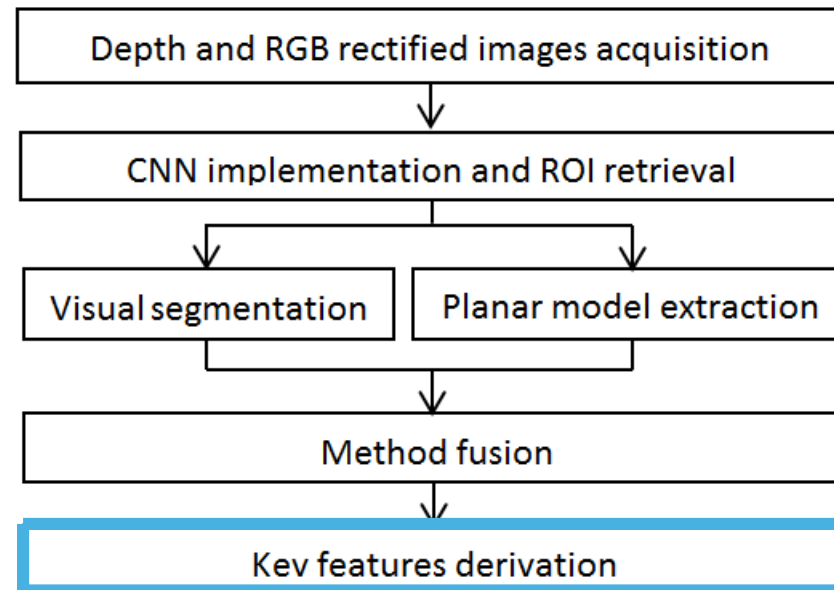 Depth and RGB rectified images acquisition
CNN implementation and ROI retrieval
Visual segmentation
Planar model extraction
Method fusion
Key features derivation